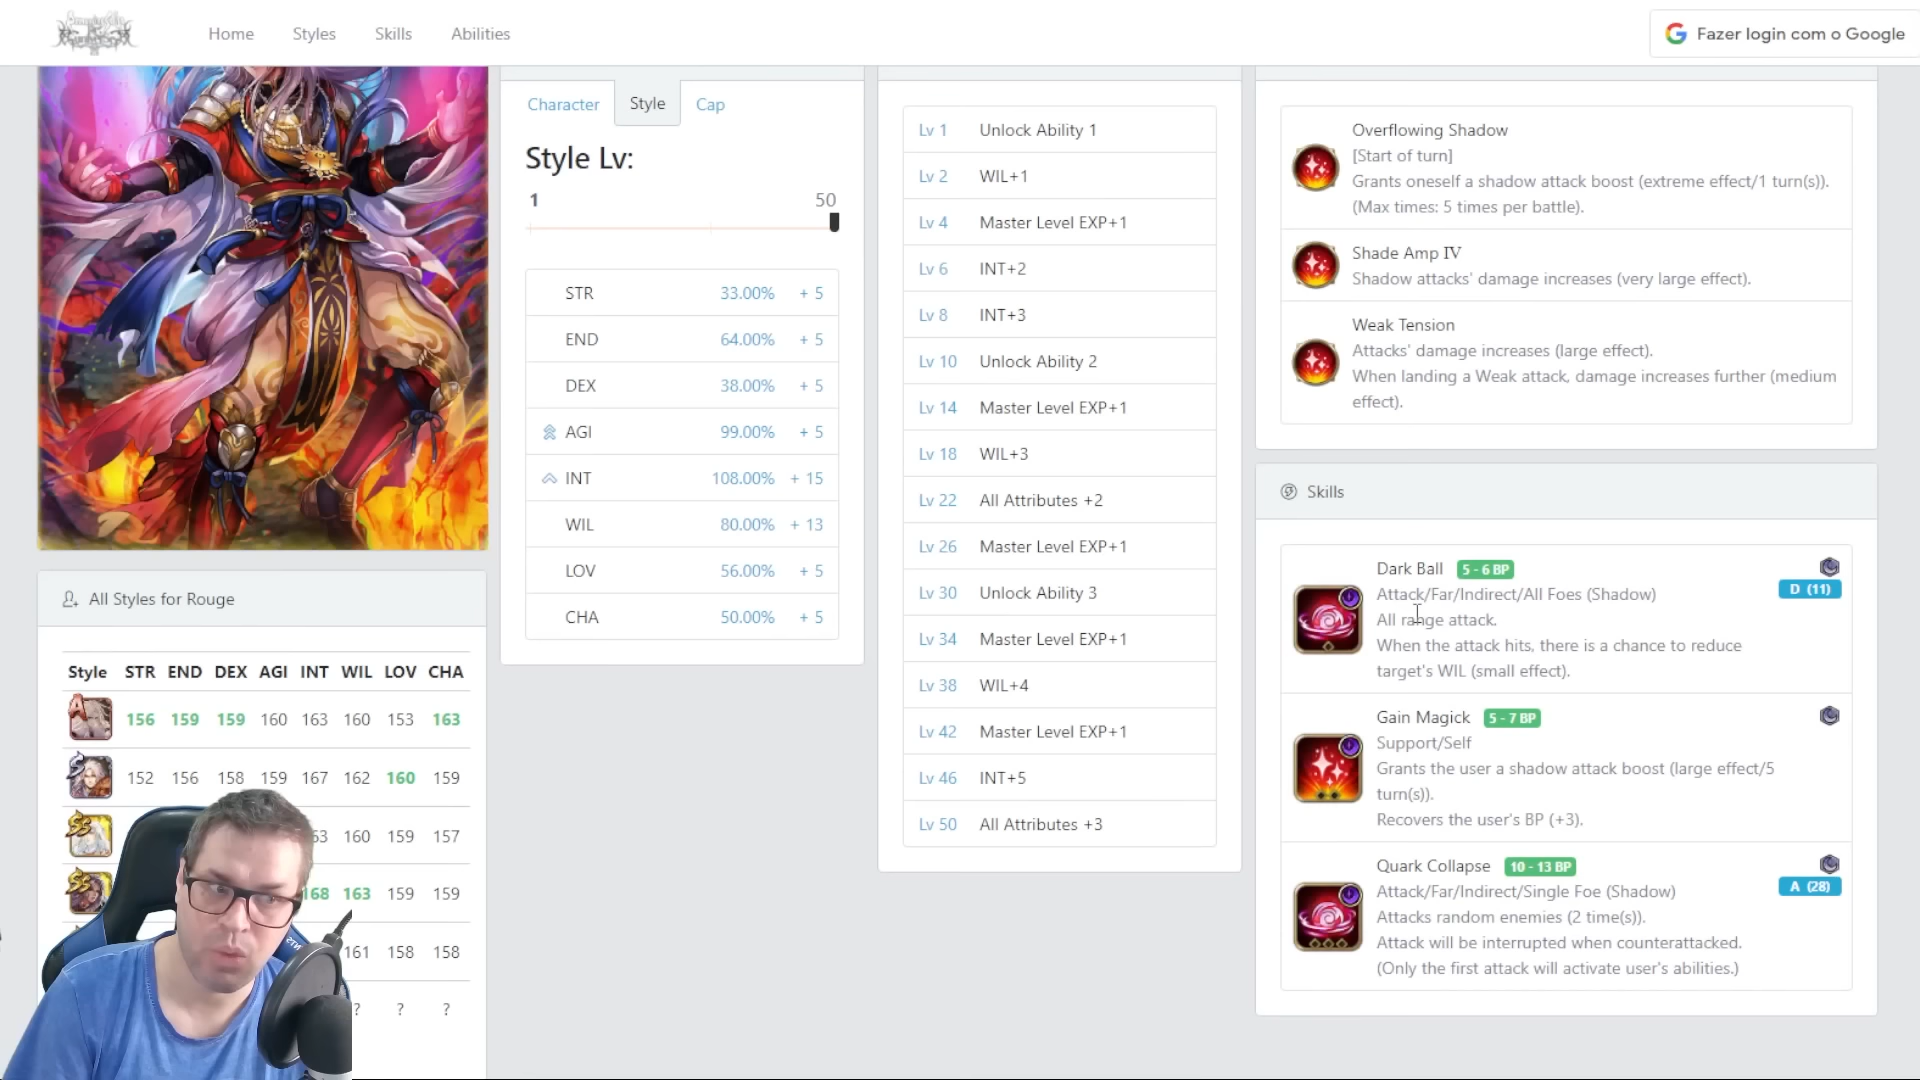 Home
Styles
Skills
Abilities
Fazer login com o Google
Character
Style
Cap
Style Lv:
1
50
STR 33.00% + 5
END 64.00% + 5
DEX 38.00% + 5
AGI 99.00% + 5
INT 108.00% + 15
WIL 80.00% + 13
LOV 56.00% + 5
CHA 50.00% + 5
Lv 1 Unlock Ability 1
Lv 2 WIL+1
Lv 4 Master Level EXP+1
Lv 6 INT+2
Lv 8 INT+3
Lv 10 Unlock Ability 2
Lv 14 Master Level EXP+1
Lv 18 WIL+3
Lv 22 All Attributes +2
Lv 26 Master Level EXP+1
Lv 30 Unlock Ability 3
Lv 34 Master Level EXP+1
Lv 38 WIL+4
Lv 42 Master Level EXP+1
Lv 46 INT+5
Lv 50 All Attributes +3
Overflowing Shadow
[Start of turn]
Grants oneself a shadow attack boost (extreme effect/1 turn(s)).
(Max times: 5 times per battle).
Shade Amp IV
Shadow attacks' damage increases (very large effect).
Weak Tension
Attacks' damage increases (large effect).
When landing a Weak attack, damage increases further (medium
effect).
Skills
Dark Ball 5 - 6 BP
D (11)
Attack/Far/Indirect/All Foes (Shadow)
All range attack.
When the attack hits, there is a chance to reduce
target's WIL (small effect).
Gain Magick 5 - 7 BP
Support/Self
Grants the user a shadow attack boost (large effect/5
turn(s)).
Recovers the user's BP (+3).
Quark Collapse 10 - 13 BP
A (28)
Attack/Far/Indirect/Single Foe (Shadow)
Attacks random enemies (2 time(s)).
Attack will be interrupted when counterattacked.
(Only the first attack will activate user's abilities.)
All Styles for Rouge
Style STR END DEX AGI INT WIL LOV CHA
A 156 159 159 160 163 160 153 163
S 152 156 158 159 167 162 160 159
SS 160 159 157
SS 168 163 159 159
161 158 158
? ? ?